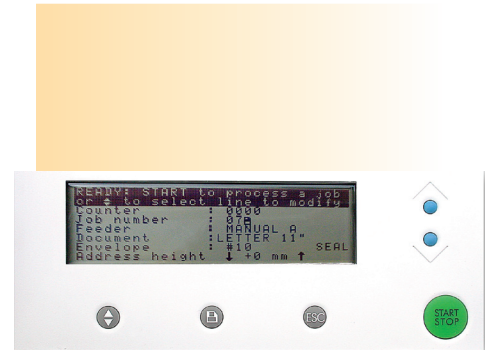 READY: START to process a job
or ♦ to select line to modify
Counter : 0000
Job number : 07
Feeder : MANUAL A
Document :LETTER 11"
Envelope : #10 SEAL
Address height ↓ +0 mm ↑
ESC
START
STOP